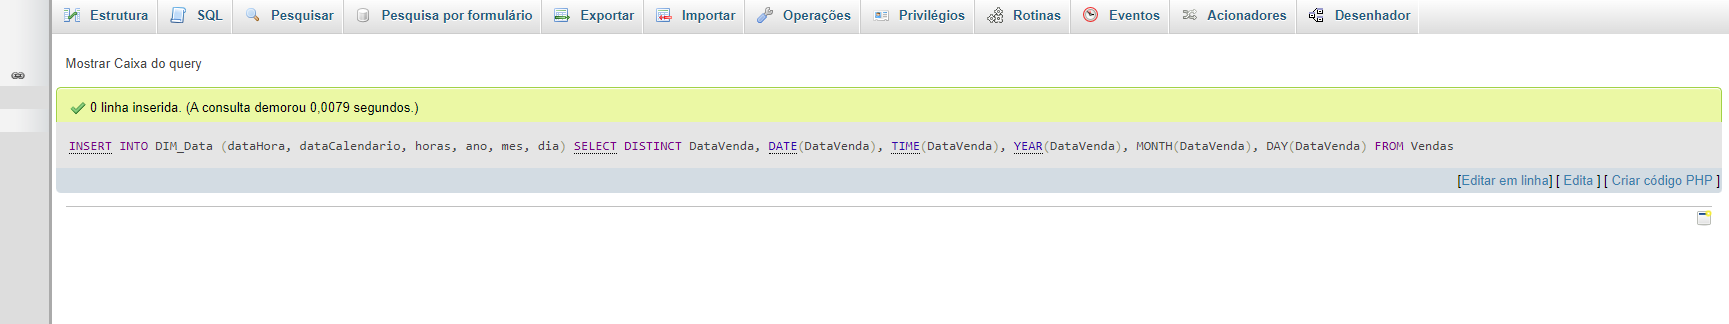 Estrutura SQL Pesquisar Pesquisa por formulário Exportar Importar Operações Privilégios Rotinas Eventos Acionadores Desenhador
Mostrar Caixa do query
0 linha inserida. (A consulta demorou 0,0079 segundos.)
INSERT INTO DIM_Data (dataHora, dataCalendario, horas, ano, mes, dia) SELECT DISTINCT DataVenda, DATE(DataVenda), TIME(DataVenda), YEAR(DataVenda), MONTH(DataVenda), DAY(DataVenda) FROM Vendas
[Editar em linha] [ Edita ] [ Criar código PHP ]